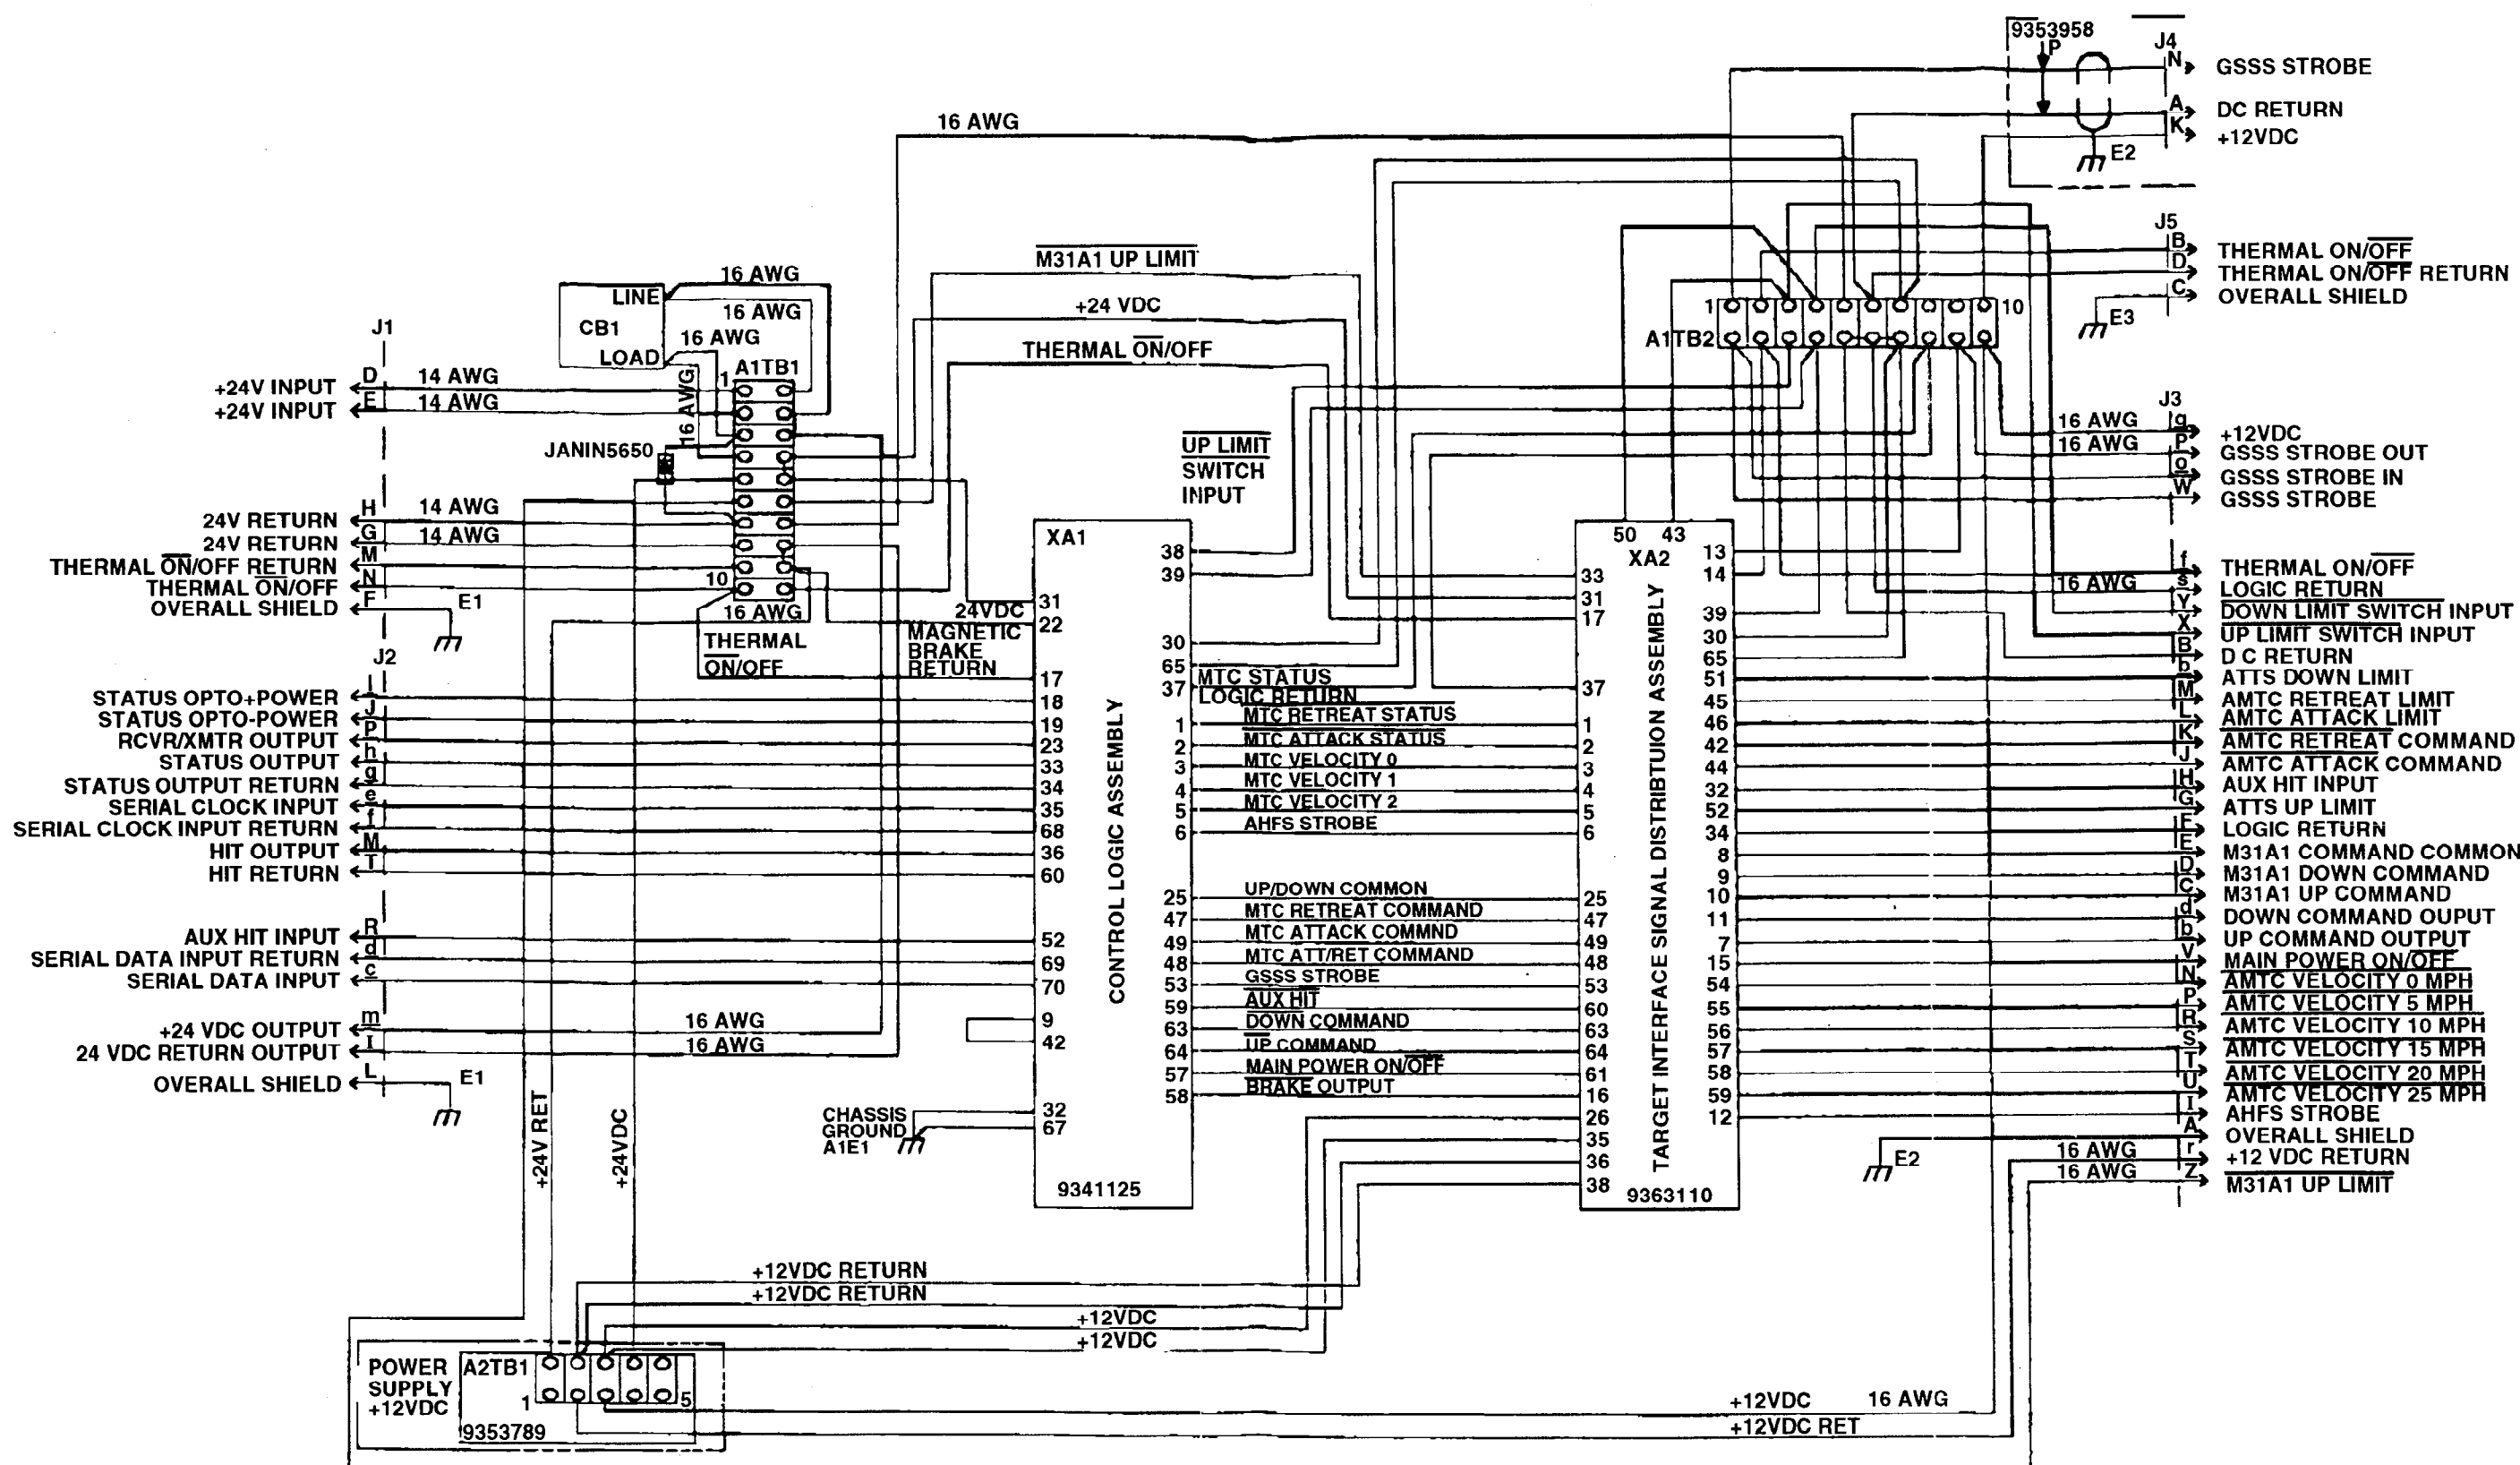 9353958
P
J4
N GSSS STROBE
A DC RETURN
K +12VDC
E2
16 AWG
J5
B THERMAL ON/OFF
D THERMAL ON/OFF RETURN
C OVERALL SHIELD
E3
M31A1 UP LIMIT
+24 VDC
THERMAL ON/OFF
1 10
A1TB2
16 AWG
LINE
16 AWG
CB1
16 AWG
LOAD
16 AWG
A1TB1
1
10
J1
+24V INPUT D 14 AWG
+24V INPUT E 14 AWG
JANIN5650
24V RETURN H 14 AWG
24V RETURN G 14 AWG
THERMAL ON/OFF RETURN M
THERMAL ON/OFF N
OVERALL SHIELD F
E1
16 AWG
THERMAL
ON/OFF
24VDC
MAGNETIC
BRAKE
RETURN
UP LIMIT
SWITCH
INPUT
J2
STATUS OPTO+POWER I
STATUS OPTO-POWER J
RCVR/XMTR OUTPUT P
STATUS OUTPUT h
STATUS OUTPUT RETURN g
SERIAL CLOCK INPUT e
SERIAL CLOCK INPUT RETURN f
HIT OUTPUT M
HIT RETURN T
AUX HIT INPUT R
SERIAL DATA INPUT RETURN d
SERIAL DATA INPUT c
+24 VDC OUTPUT m 16 AWG
24 VDC RETURN OUTPUT I 16 AWG
OVERALL SHIELD L
E1
+24V RET
+24VDC
XA1
CONTROL LOGIC ASSEMBLY
31
22
17
18
19
23
33
34
35
68
36
60
52
69
70
9
42
32
67
CHASSIS
GROUND
A1E1
9341125
38
39
30
65
37
1
2
3
4
5
6
25
47
49
48
53
59
63
64
57
58
MTC STATUS
LOGIC RETURN
MTC RETREAT STATUS
MTC ATTACK STATUS
MTC VELOCITY 0
MTC VELOCITY 1
MTC VELOCITY 2
AHFS STROBE
UP/DOWN COMMON
MTC RETREAT COMMAND
MTC ATTACK COMMND
MTC ATT/RET COMMAND
GSSS STROBE
AUX HIT
DOWN COMMAND
UP COMMAND
MAIN POWER ON/OFF
BRAKE OUTPUT
50 43
XA2
TARGET INTERFACE SIGNAL DISTRIBTUION ASSEMBLY
33
31
17
37
1
2
3
4
5
6
25
47
49
48
53
60
63
64
61
16
26
35
36
38
9363110
13
14
39
30
65
51
45
46
42
44
32
52
34
8
9
10
11
7
15
54
55
56
57
58
59
12
J3
16 AWG q +12VDC
16 AWG P GSSS STROBE OUT
o GSSS STROBE IN
W GSSS STROBE
f THERMAL ON/OFF
16 AWG s LOGIC RETURN
Y DOWN LIMIT SWITCH INPUT
X UP LIMIT SWITCH INPUT
B D C RETURN
b ATTS DOWN LIMIT
M AMTC RETREAT LIMIT
L AMTC ATTACK LIMIT
K AMTC RETREAT COMMAND
J AMTC ATTACK COMMAND
H AUX HIT INPUT
G ATTS UP LIMIT
F LOGIC RETURN
E M31A1 COMMAND COMMON
D M31A1 DOWN COMMAND
C M31A1 UP COMMAND
d DOWN COMMAND OUPUT
b UP COMMAND OUTPUT
V MAIN POWER ON/OFF
N AMTC VELOCITY 0 MPH
P AMTC VELOCITY 5 MPH
R AMTC VELOCITY 10 MPH
S AMTC VELOCITY 15 MPH
T AMTC VELOCITY 20 MPH
U AMTC VELOCITY 25 MPH
I AHFS STROBE
A OVERALL SHIELD
E2
16 AWG r +12 VDC RETURN
16 AWG Z M31A1 UP LIMIT
+12VDC RETURN
+12VDC RETURN
+12VDC
+12VDC
POWER
SUPPLY
+12VDC
A2TB1
1 5
9353789
+12VDC 16 AWG
+12VDC RET